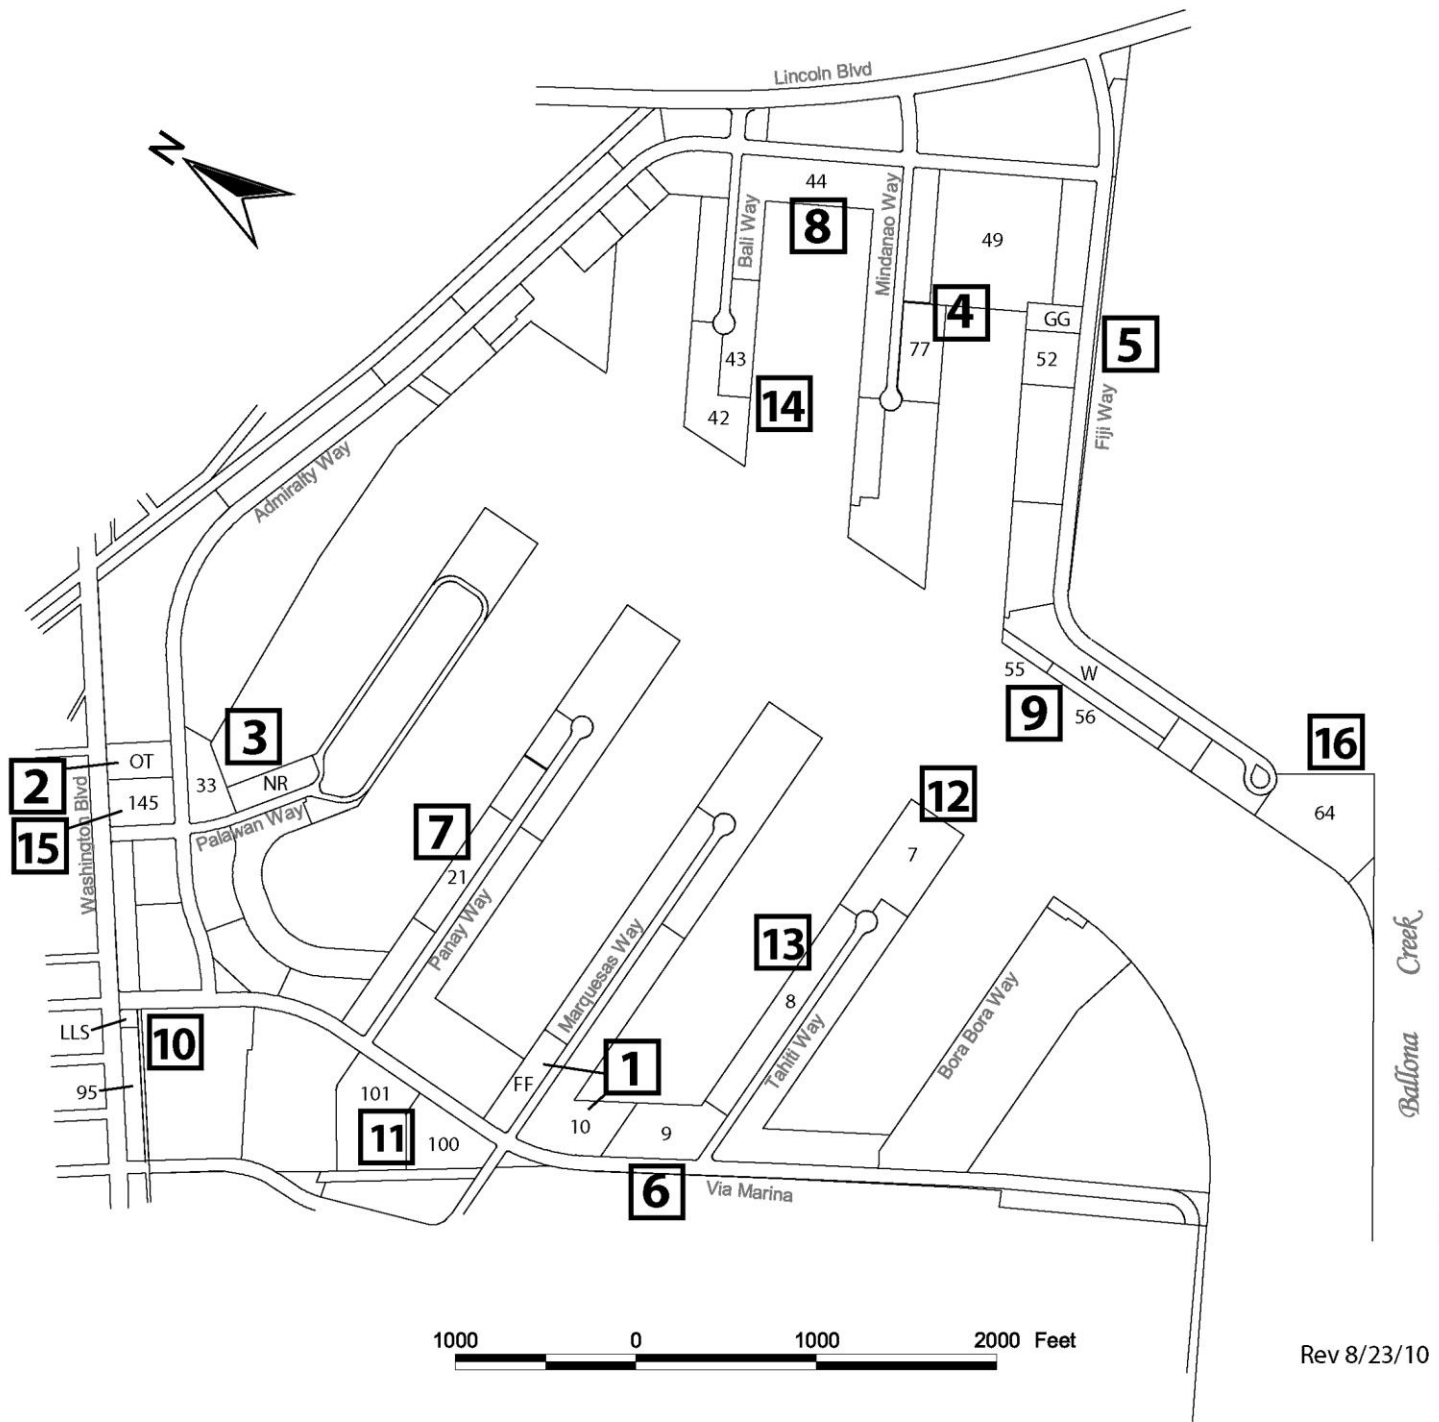 Lincoln Blvd
N
44
8
Bali Way
Mindanao Way
49
4
GG
5
77
52
43
14
42
Fiji Way
Admiralty Way
55
W
9
56
16
3
2
OT
33
NR
145
15
Washington Blvd
Palawan Way
64
12
7
7
21
Panay Way
Marquesas Way
13
8
Tahiti Way
Bora Bora Way
Ballona Creek
LLS
10
1
FF
95
101
11
100
10
9
6
Via Marina
1000 0 1000 2000 Feet
Rev 8/23/10